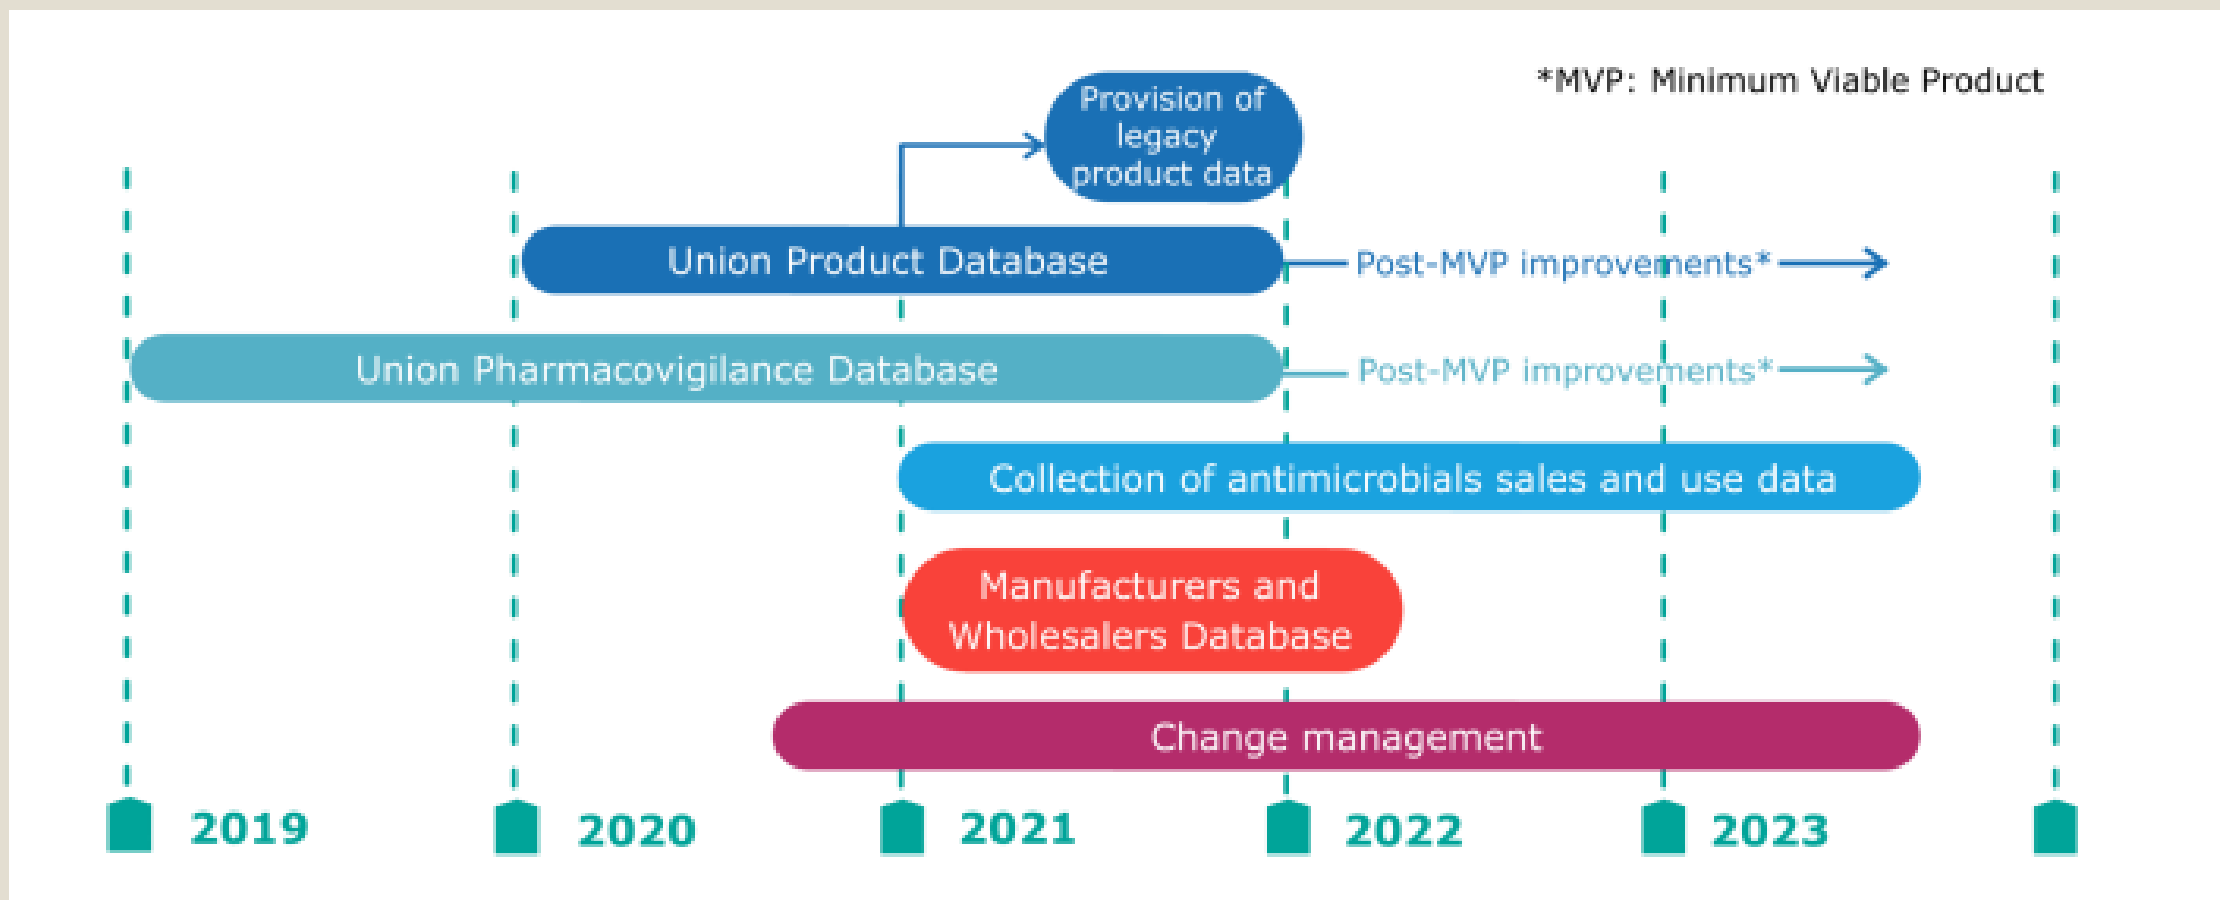 *MVP: Minimum Viable Product
Provision of
legacy
product data
Union Product Database
Post-MVP improvements*
Union Pharmacovigilance Database
Post-MVP improvements*
Collection of antimicrobials sales and use data
Manufacturers and
Wholesalers Database
Change management
2019
2020
2021
2022
2023